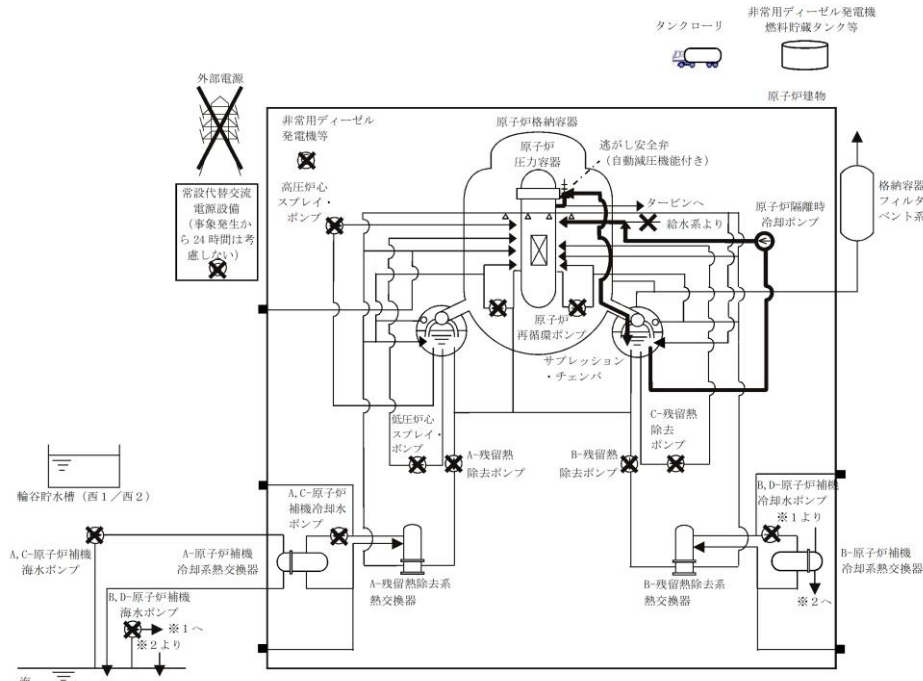 タンクローリ
非常用ディーゼル発電機
燃料貯蔵タンク等
外部電源
原子炉建物
非常用ディーゼル
発電機等
原子炉格納容器
原子炉
圧力容器
逃がし安全弁
(自動減圧機能付き)
常設代替交流
電源設備
(事象発生か
ら24時間は考
慮しない)
高圧炉心
スプレイ・
ポンプ
タービンへ
給水系より
原子炉隔離時
冷却ポンプ
格納容器
フィルタ
ベント系
原子炉
再循環ポンプ
サプレッション
・チェンバ
低圧炉心
スプレイ・
ポンプ
A-残留熱
除去ポンプ
B-残留熱
除去ポンプ
C-残留熱
除去
ポンプ
輪谷貯水槽(西1/西2)
A,C-原子炉
補機冷却水
ポンプ
B,D-原子炉補機
冷却水ポンプ
※1より
A,C-原子炉補機
海水ポンプ
A-原子炉補機
冷却系熱交換器
A-残留熱除去系
熱交換器
B-残留熱除去系
熱交換器
B-原子炉補機
冷却系熱交換器
※2へ
B,D-原子炉補機
海水ポンプ
※1へ
※2より
海